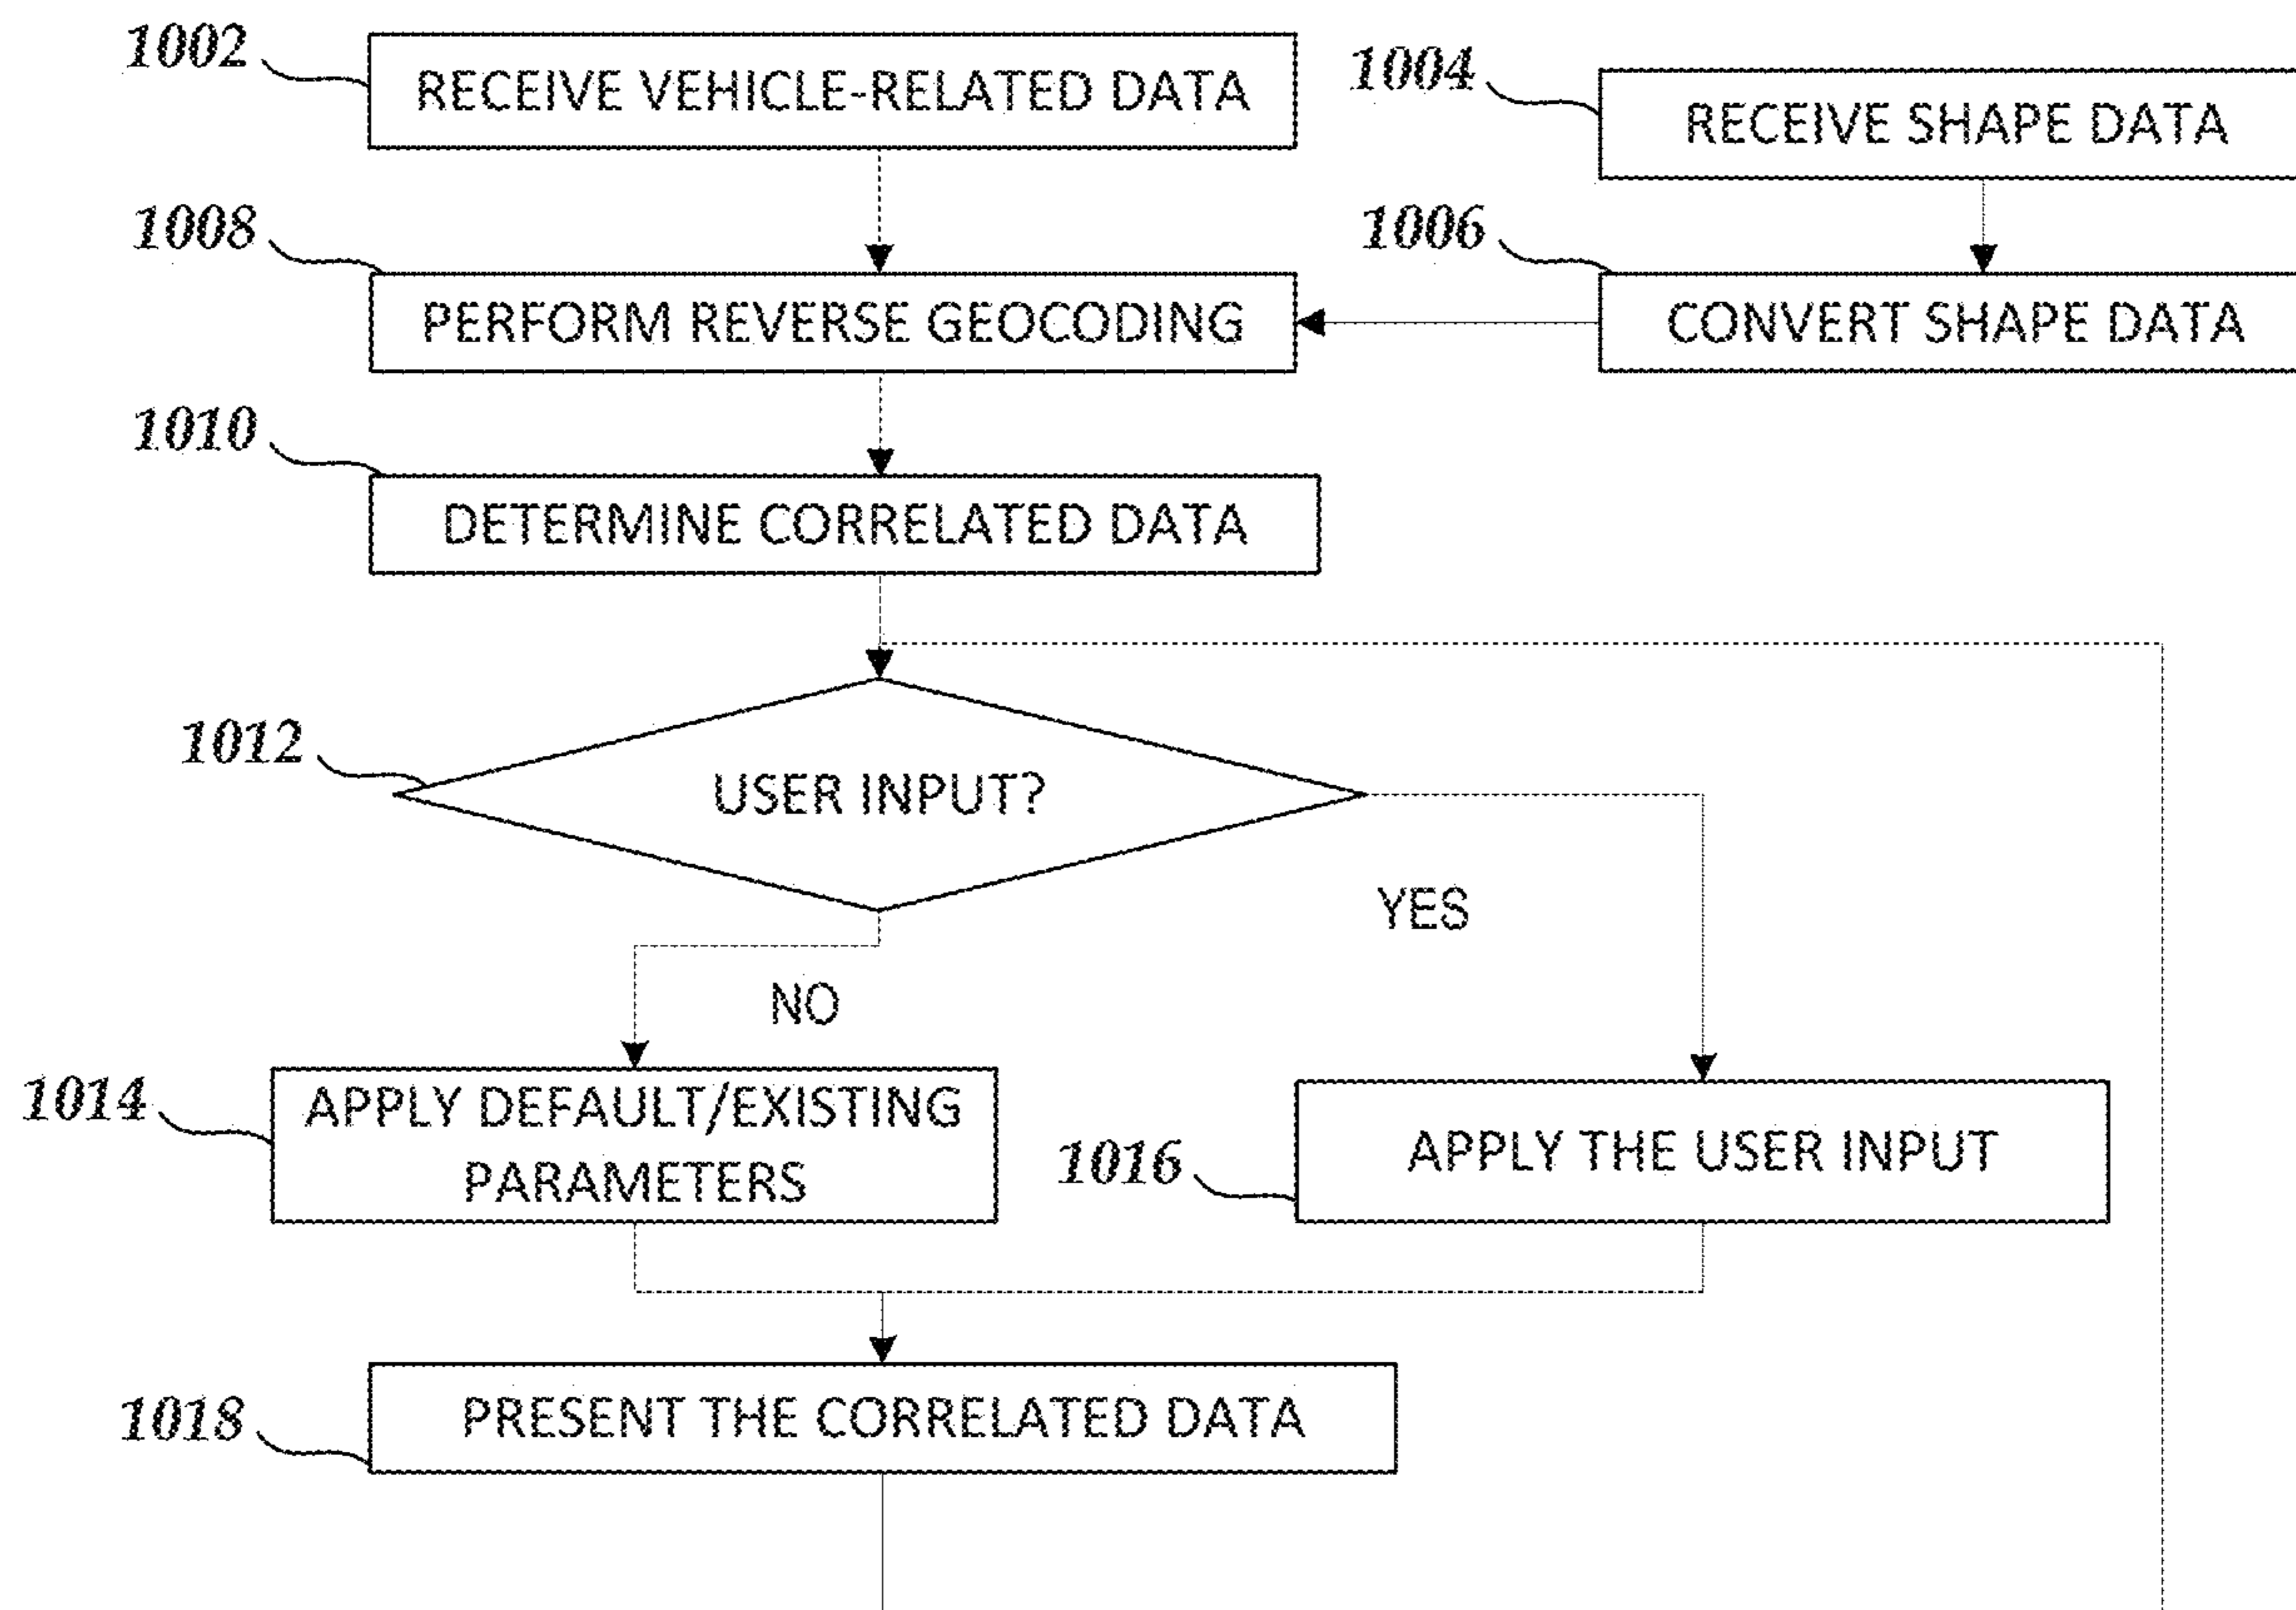 1002
RECEIVE VEHICLE-RELATED DATA
1004
RECEIVE SHAPE DATA
1008
PERFORM REVERSE GEOCODING
1006
CONVERT SHAPE DATA
1010
DETERMINE CORRELATED DATA
1012
USER INPUT?
YES
NO
1014
APPLY DEFAULT/EXISTING
PARAMETERS
1016
APPLY THE USER INPUT
1018
PRESENT THE CORRELATED DATA